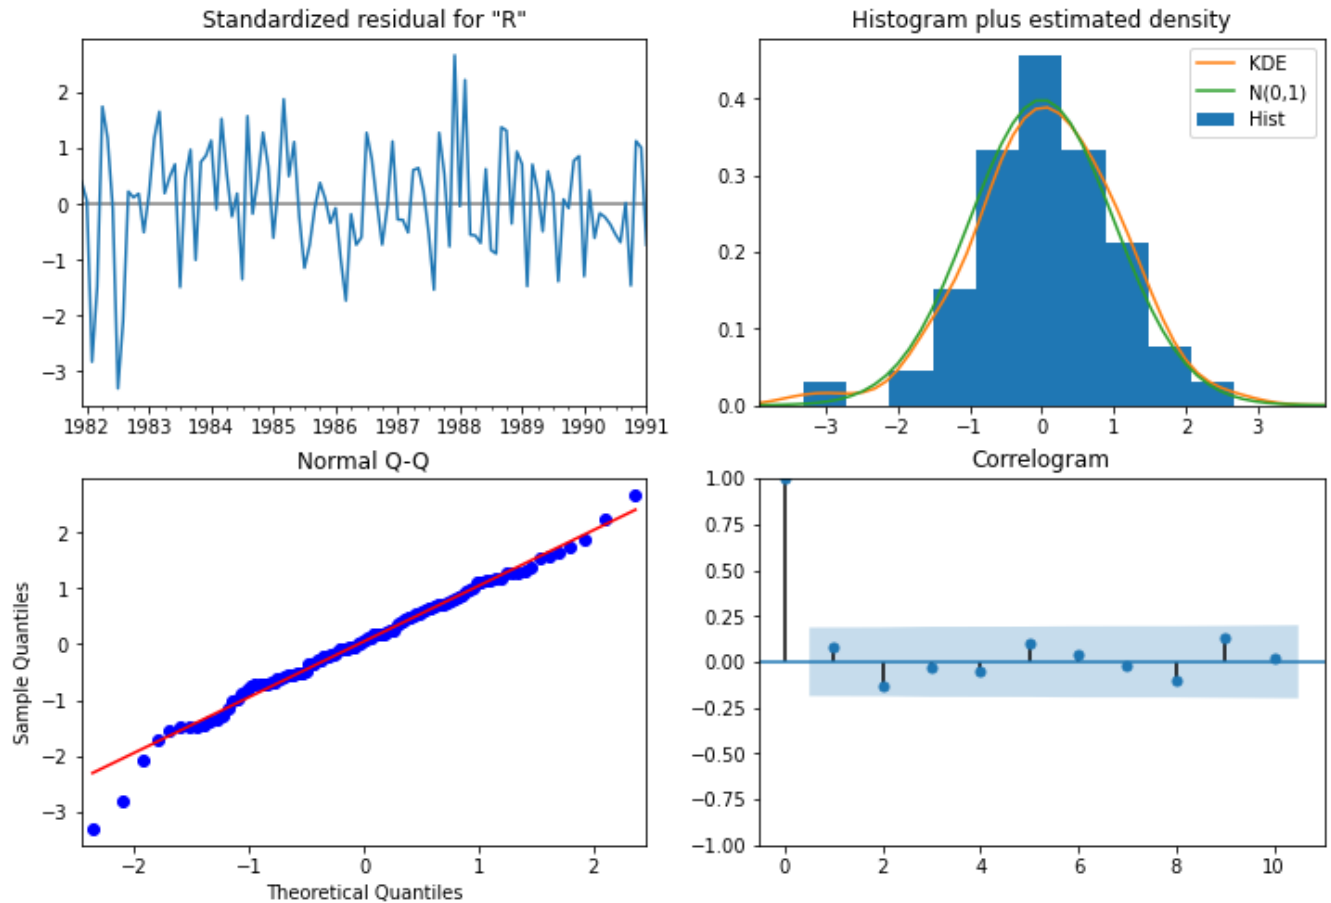 Standardized residual for "R"
2
1
0
−1
−2
−3
1982 1983 1984 1985 1986 1987 1988 1989 1990 1991
Histogram plus estimated density
KDE
N(0,1)
Hist
0.4
0.3
0.2
0.1
0.0
−3 −2 −1 0 1 2 3
Normal Q-Q
Sample Quantiles
2
1
0
−1
−2
−3
−2 −1 0 1 2
Theoretical Quantiles
Correlogram
1.00
0.75
0.50
0.25
0.00
−0.25
−0.50
−0.75
−1.00
0 2 4 6 8 10